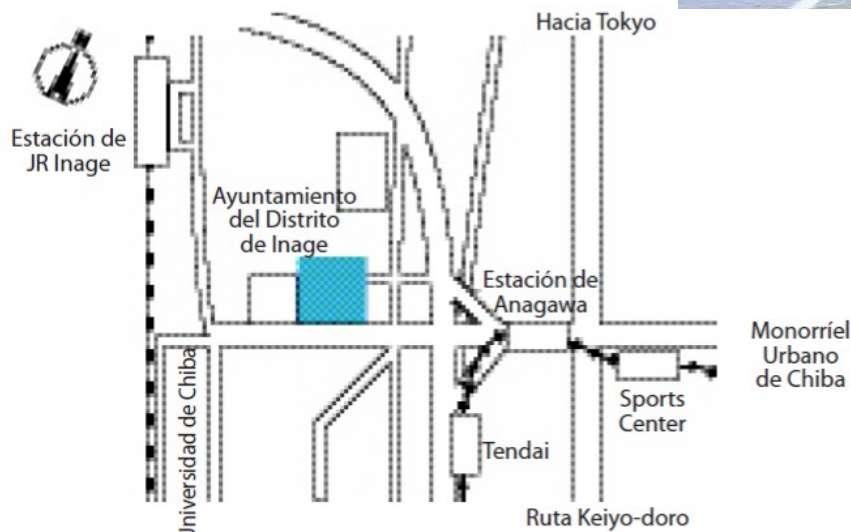 Hacia Tokyo
Estación de
JR Inage
Ayuntamiento
del Distrito
de Inage
Estación de
Anagawa
Monorríel
Urbano
de Chiba
Universidad de Chiba
Sports
Center
Tendai
Ruta Keiyo-doro